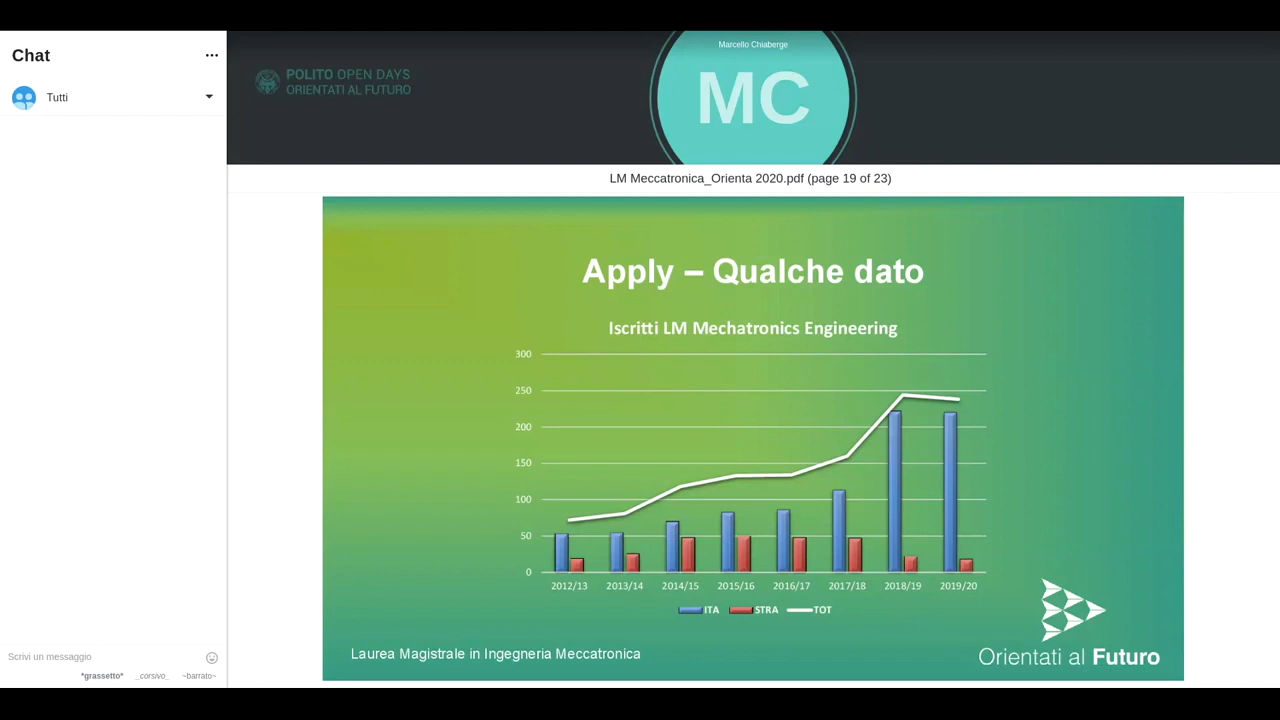 Chat
Tutti
Scrivi un messaggio
*grassetto* _corsivo_ ~barrato~
POLITO OPEN DAYS
ORIENTATI AL FUTURO
Marcello Chiaberge
MC
LM Meccatronica_Orienta 2020.pdf (page 19 of 23)
Apply – Qualche dato
Iscritti LM Mechatronics Engineering
300
250
200
150
100
50
0
2012/13 2013/14 2014/15 2015/16 2016/17 2017/18 2018/19 2019/20
ITA STRA TOT
Laurea Magistrale in Ingegneria Meccatronica
Orientati al Futuro